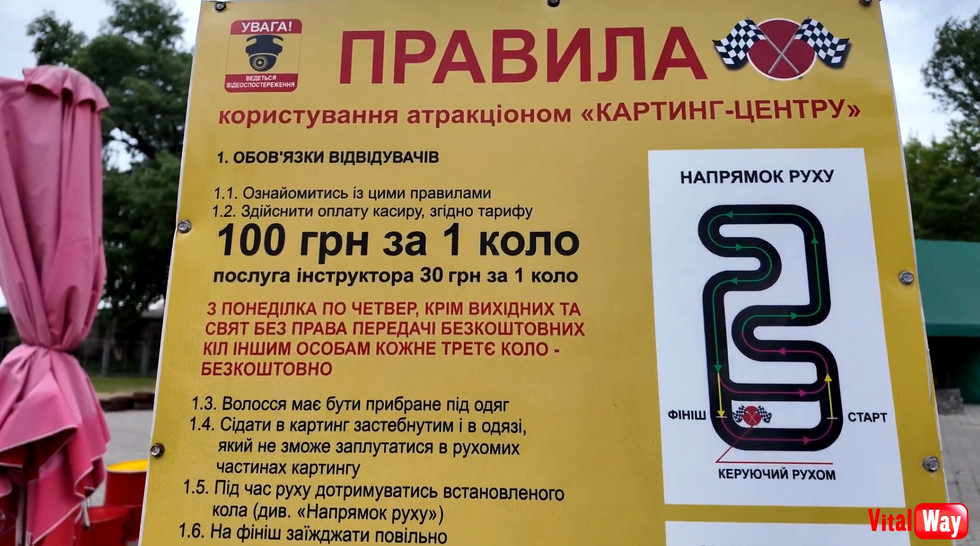 УВАГА!
ВЕДЕТЬСЯ
ВІДЕОСПОСТЕРЕЖЕННЯ
ПРАВИЛА
користування атракціоном «КАРТИНГ-ЦЕНТРУ»
1. ОБОВ'ЯЗКИ ВІДВІДУВАЧІВ
1.1. Ознайомитись із цими правилами
1.2. Здійснити оплату касиру, згідно тарифу
100 грн за 1 коло
послуга інструктора 30 грн за 1 коло
З ПОНЕДІЛКА ПО ЧЕТВЕР, КРІМ ВИХІДНИХ ТА
СВЯТ БЕЗ ПРАВА ПЕРЕДАЧІ БЕЗКОШТОВНИХ
КІЛ ІНШИМ ОСОБАМ КОЖНЕ ТРЕТЄ КОЛО -
БЕЗКОШТОВНО
1.3. Волосся має бути прибране під одяг
1.4. Сідати в картинг застебнутим і в одязі,
який не зможе заплутатися в рухомих
частинах картингу
1.5. Під час руху дотримуватись встановленого
кола (див. «Напрямок руху»)
1.6. На фініш заїжджати повільно
НАПРЯМОК РУХУ
ФІНІШ
СТАРТ
КЕРУЮЧИЙ РУХОМ
Vital Way